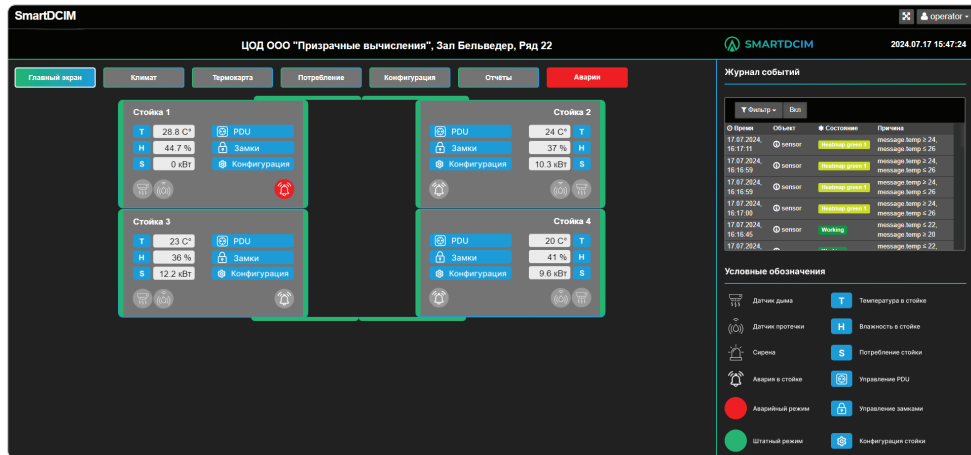 SmartDCIM
operator
ЦОД ООО "Призрачные вычисления", Зал Бельведер, Ряд 22
SMARTDCIM
2024.07.17 15:47:24
Главный экран
Климат
Термокарта
Потребление
Конфигурация
Отчёты
Аварии
Журнал событий
Стойка 1
T 28.8 C° PDU
H 44.7 % Замки
S 0 кВт Конфигурация
Стойка 2
PDU 24 C° T
Замки 37 % H
Конфигурация 10.3 кВт S
Стойка 3
T 23 C° PDU
H 36 % Замки
S 12.2 кВт Конфигурация
Стойка 4
PDU 20 C° T
Замки 41 % H
Конфигурация 9.6 кВт S
Фильтр Вкл
Время Объект Состояние Причина
17.07.2024, 16:17:11 sensor Heatmap green 1 message.temp ≥ 24, message.temp ≤ 26
17.07.2024, 16:16:59 sensor Heatmap green 1 message.temp ≥ 24, message.temp ≤ 26
17.07.2024, 16:16:59 sensor Heatmap green 1 message.temp ≥ 24, message.temp ≤ 26
17.07.2024, 16:17:00 sensor Heatmap green 1 message.temp ≥ 24, message.temp ≤ 26
17.07.2024, 16:16:45 sensor Working message.temp ≤ 22, message.temp ≥ 20
17.07.2024, message.temp ≤ 22,
Условные обозначения
Датчик дыма
T Температура в стойке
Датчик протечки
H Влажность в стойке
Сирена
S Потребление стойки
Авария в стойке
Управление PDU
Аварийный режим
Управление замками
Штатный режим
Конфигурация стойки